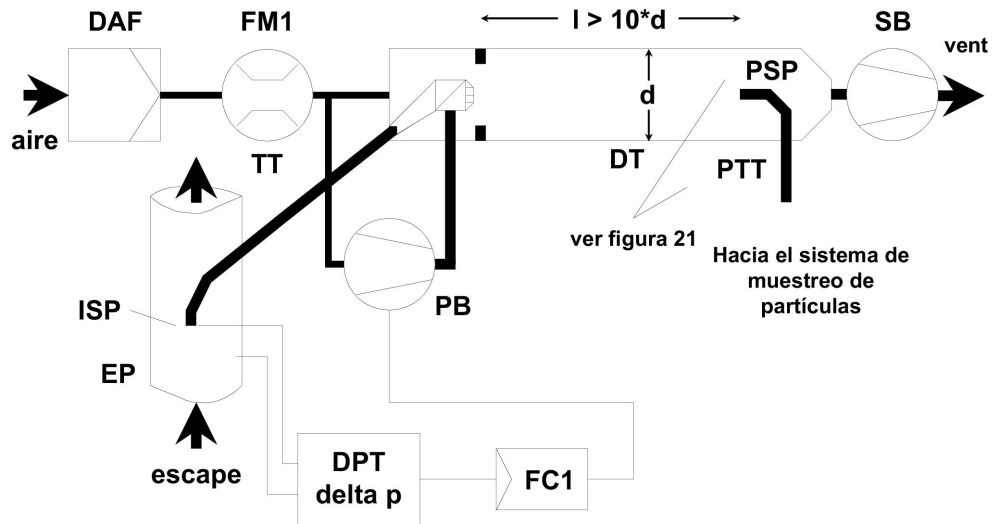 DAF
FM1
l > 10*d
SB
vent
PSP
d
aire
TT
DT
PTT
ver figura 21
Hacia el sistema de
muestreo de
partículas
ISP
PB
EP
escape
DPT
delta p
FC1